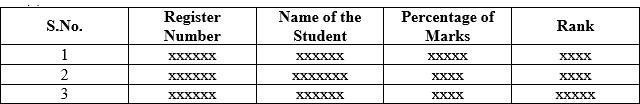 S.No. Register Number Name of the Student Percentage of Marks Rank
1 xxxxxx xxxxxx xxxxx xxxx
2 xxxxxx xxxxxxx xxxx xxxx
3 xxxxxx xxxxxx xxxx xxxxx